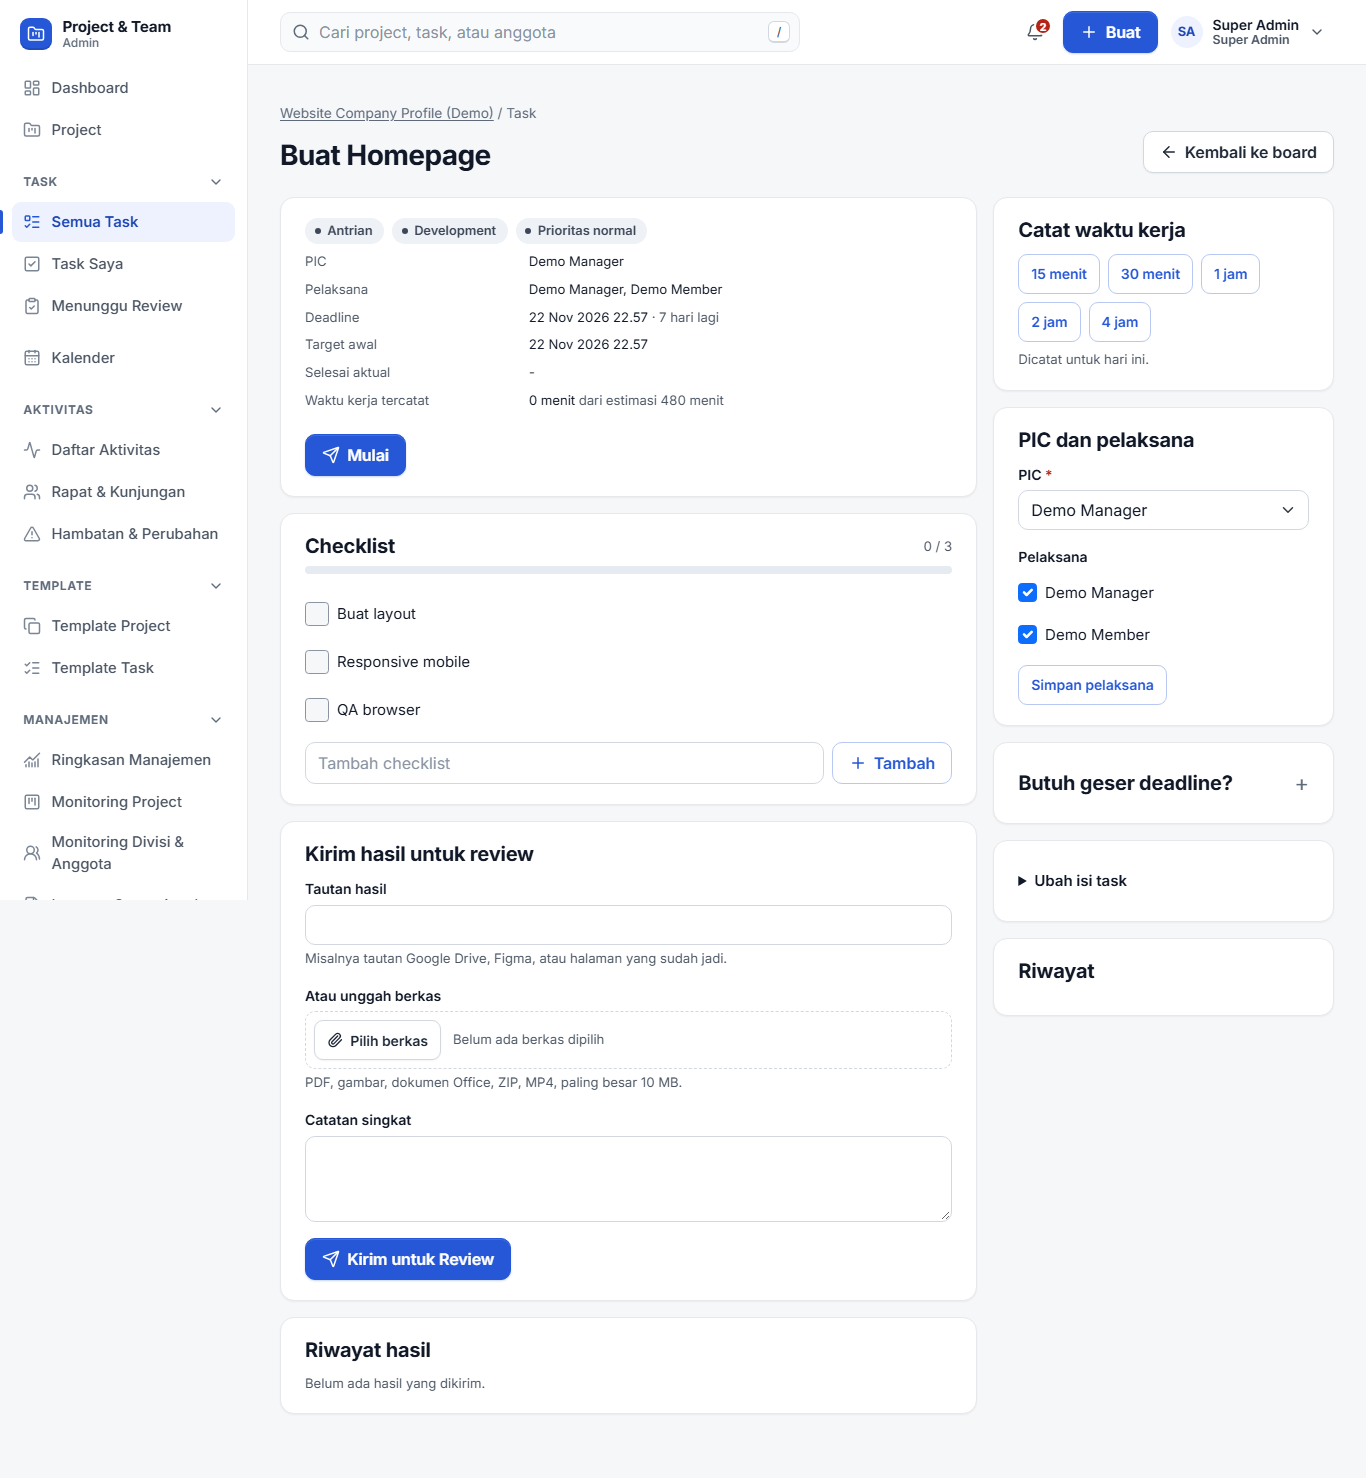 Project & Team
Admin
Dashboard
Project
TASK
Semua Task
Task Saya
Menunggu Review
Kalender
AKTIVITAS
Daftar Aktivitas
Rapat & Kunjungan
Hambatan & Perubahan
TEMPLATE
Template Project
Template Task
MANAJEMEN
Ringkasan Manajemen
Monitoring Project
Monitoring Divisi &
Anggota
Cari project, task, atau anggota
/
2
+ Buat
SA
Super Admin
Super Admin
Website Company Profile (Demo) / Task
Buat Homepage
Kembali ke board
Antrian
Development
Prioritas normal
PIC
Demo Manager
Pelaksana
Demo Manager, Demo Member
Deadline
22 Nov 2026 22.57 · 7 hari lagi
Target awal
22 Nov 2026 22.57
Selesai aktual
-
Waktu kerja tercatat
0 menit dari estimasi 480 menit
Mulai
Checklist
0 / 3
Buat layout
Responsive mobile
QA browser
Tambah checklist
+ Tambah
Kirim hasil untuk review
Tautan hasil
Misalnya tautan Google Drive, Figma, atau halaman yang sudah jadi.
Atau unggah berkas
Pilih berkas
Belum ada berkas dipilih
PDF, gambar, dokumen Office, ZIP, MP4, paling besar 10 MB.
Catatan singkat
Kirim untuk Review
Riwayat hasil
Belum ada hasil yang dikirim.
Catat waktu kerja
15 menit
30 menit
1 jam
2 jam
4 jam
Dicatat untuk hari ini.
PIC dan pelaksana
PIC *
Demo Manager
Pelaksana
Demo Manager
Demo Member
Simpan pelaksana
Butuh geser deadline?
+
Ubah isi task
Riwayat